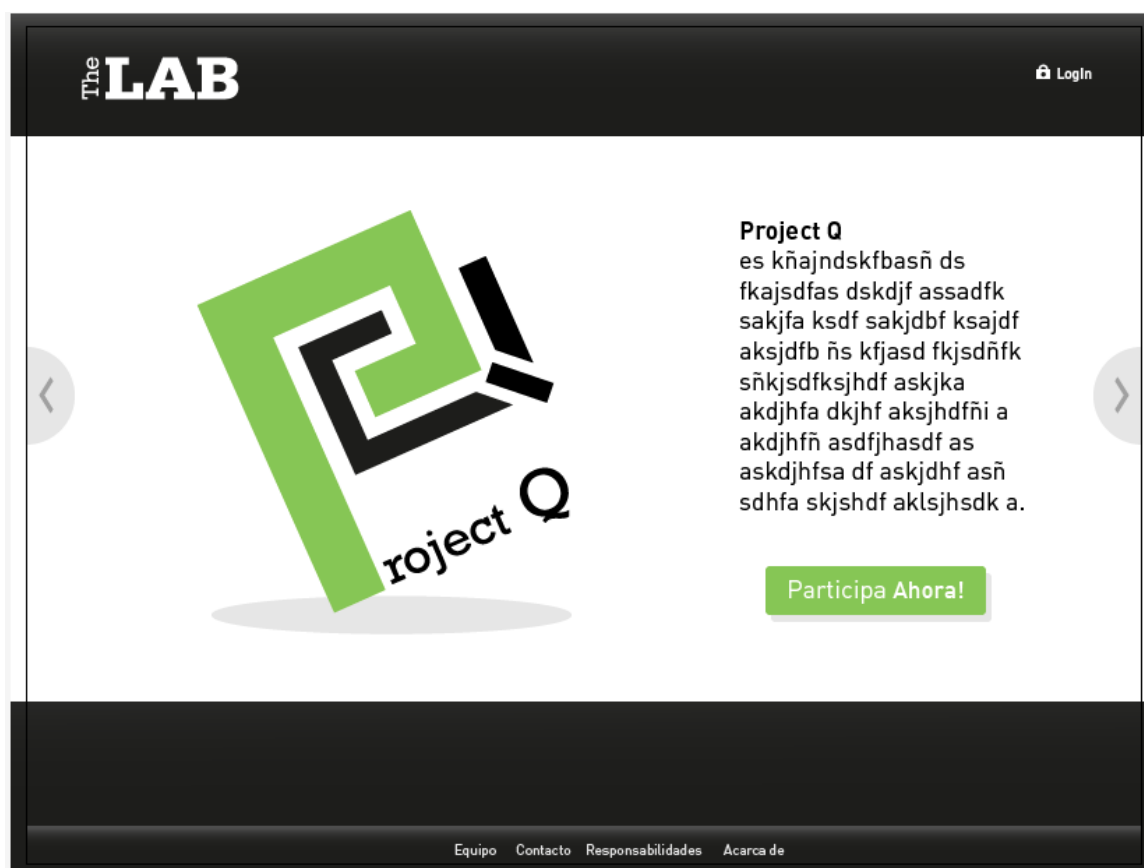 The LAB
LogIn
Project Q
es kñajndskfbasñ ds
fkajsdfas dskdjf assadfk
sakjfa ksdf sakjdbf ksajdf
aksjdfb ñs kfjasd fkjsdñfk
sñkjsdfksjhdf askjka
akdjhfa dkjhf aksjhdfñi a
akdjhfñ asdfjhasdf as
askdjhfsa df askjdhf asñ
sdhfa skjshdf aklsjhsdk a.
roject Q
Participa Ahora!
Equipo Contacto Responsabilidades Acarca de